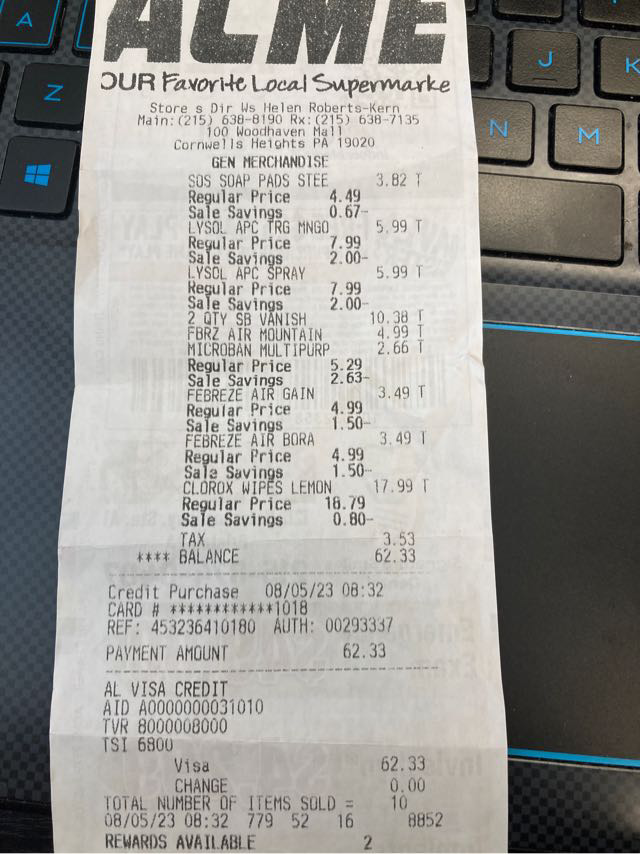 A
Z
J
K
N
M
ACME
OUR Favorite Local Supermarke
Store s Dir Ws Helen Roberts-Kern
Main:(215) 638-8190 Rx:(215) 638-7135
100 Woodhaven Mall
Cornwells Heights PA 19020
GEN MERCHANDISE
SOS SOAP PADS STEE 3.82 T
Regular Price 4.49
Sale Savings 0.67-
LYSOL APC TRG MNGO 5.99 T
Regular Price 7.99
Sale Savings 2.00-
LYSOL APC SPRAY 5.99 T
Regular Price 7.99
Sale Savings 2.00-
2 QTY SB VANISH 10.38 T
FBRZ AIR MOUNTAIN 4.99 T
MICROBAN MULTIPURP 2.66 T
Regular Price 5.29
Sale Savings 2.63-
FEBREZE AIR GAIN 3.49 T
Regular Price 4.99
Sale Savings 1.50-
FEBREZE AIR BORA 3.49 T
Regular Price 4.99
Sale Savings 1.50-
CLOROX WIPES LEMON 17.99 T
Regular Price 18.79
Sale Savings 0.80-
TAX 3.53
**** BALANCE 62.33
Credit Purchase 08/05/23 08:32
CARD # ************1018
REF: 453236410180 AUTH: 00293337
PAYMENT AMOUNT 62.33
AL VISA CREDIT
AID A0000000031010
TVR 8000008000
TSI 6800
Visa 62.33
CHANGE 0.00
TOTAL NUMBER OF ITEMS SOLD = 10
08/05/23 08:32 779 52 16 8852
REWARDS AVAILABLE 2